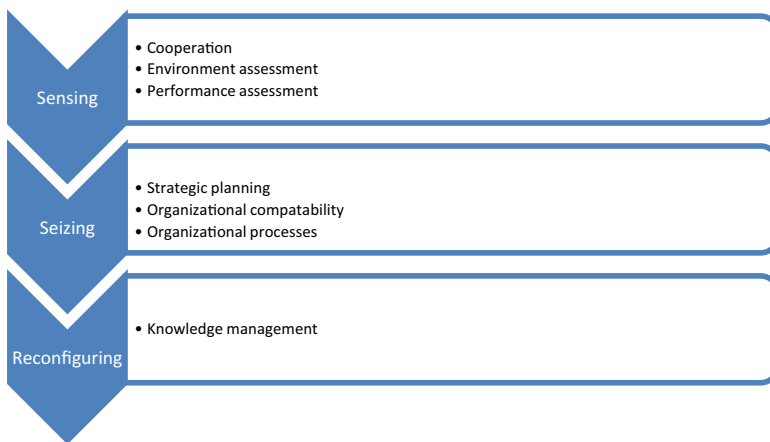 Sensing
• Cooperation
• Environment assessment
• Performance assessment
Seizing
• Strategic planning
• Organizational compatability
• Organizational processes
Reconfiguring
• Knowledge management